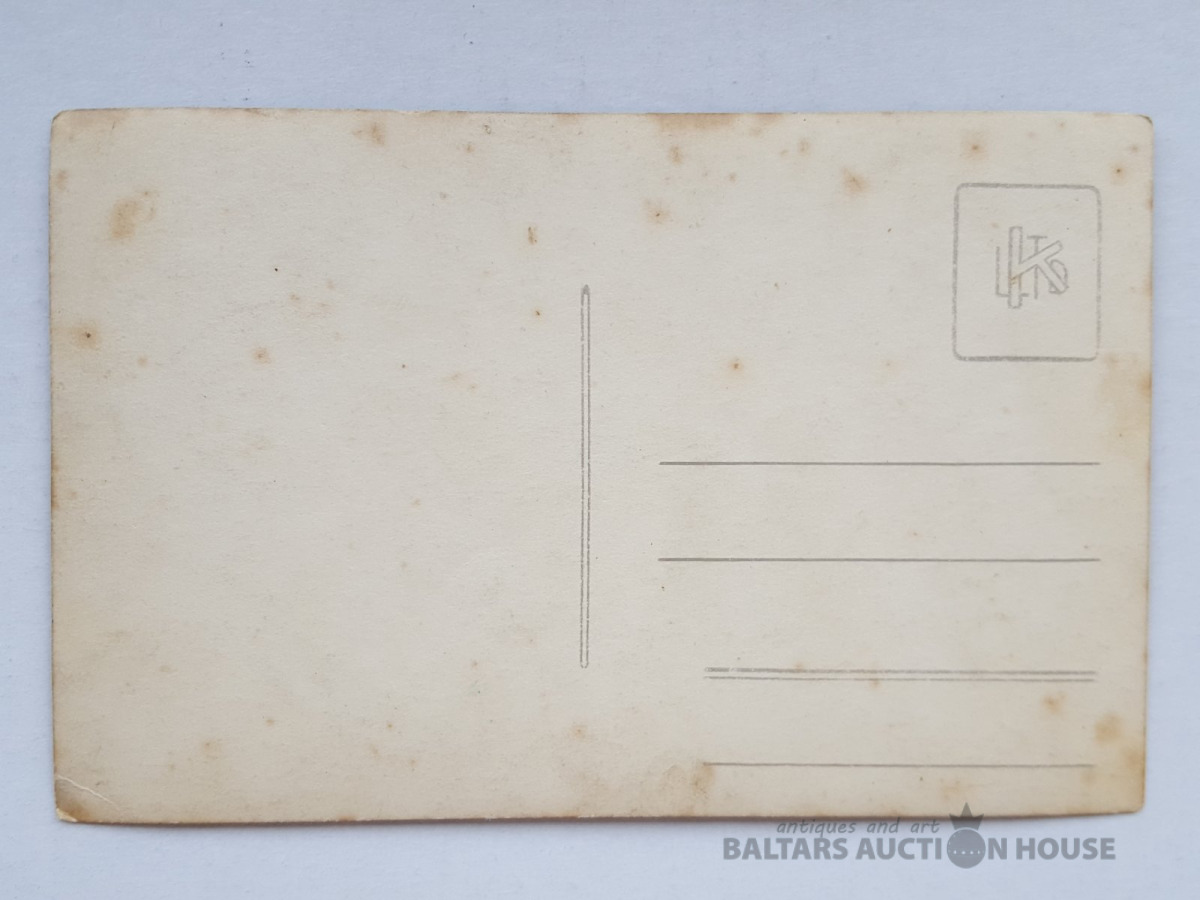 antiques and art
BALTARS AUCTION HOUSE